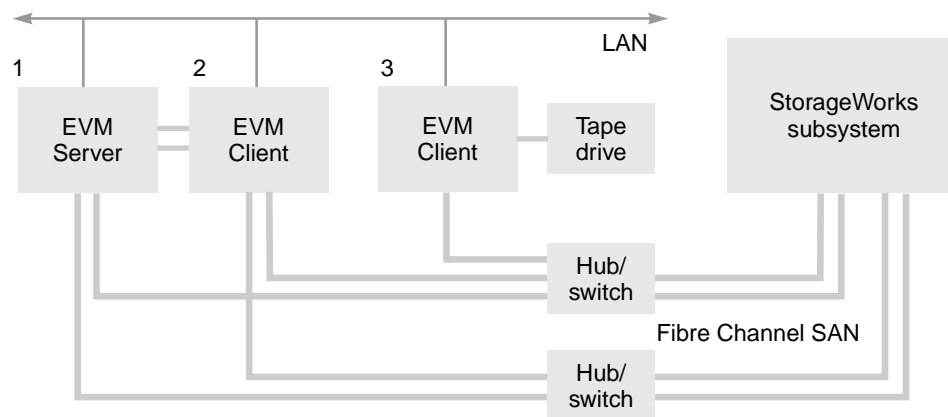 LAN
1
2
3
EVM
Server
EVM
Client
EVM
Client
Tape
drive
StorageWorks
subsystem
Hub/
switch
Fibre Channel SAN
Hub/
switch